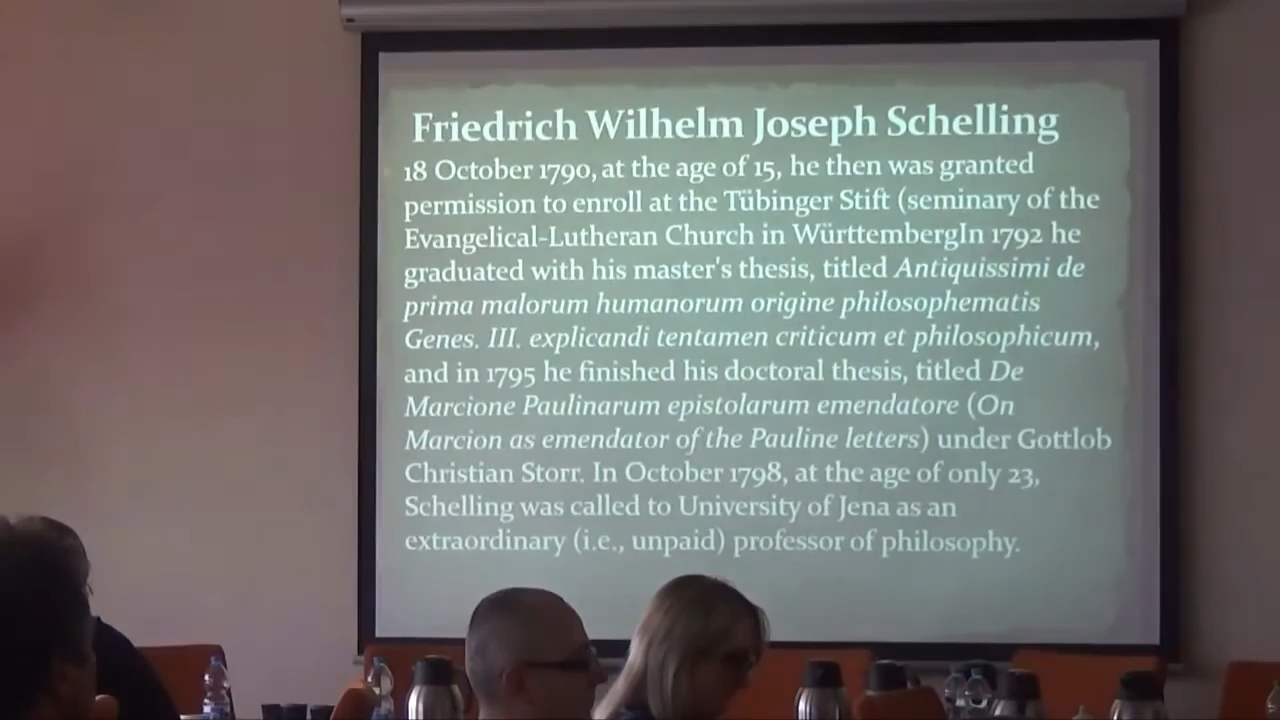 Friedrich Wilhelm Joseph Schelling
18 October 1790, at the age of 15, he then was granted
permission to enroll at the Tübinger Stift (seminary of the
Evangelical-Lutheran Church in WürttembergIn 1792 he
graduated with his master's thesis, titled Antiquissimi de
prima malorum humanorum origine philosophematis
Genes. III. explicandi tentamen criticum et philosophicum,
and in 1795 he finished his doctoral thesis, titled De
Marcione Paulinarum epistolarum emendatore (On
Marcion as emendator of the Pauline letters) under Gottlob
Christian Storr. In October 1798, at the age of only 23,
Schelling was called to University of Jena as an
extraordinary (i.e., unpaid) professor of philosophy.